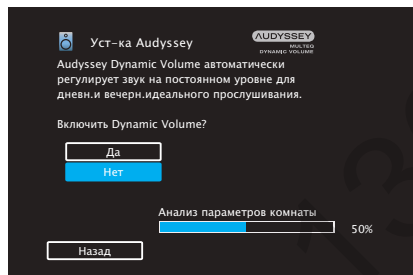 Уст-ка Audyssey
AUDYSSEY
MULTEQ
DYNAMIC VOLUME
Audyssey Dynamic Volume автоматически
регулирует звук на постоянном уровне для
дневн.и вечерн.идеального прослушивания.
Включить Dynamic Volume?
Да
Нет
Анализ параметров комнаты
50%
Назад